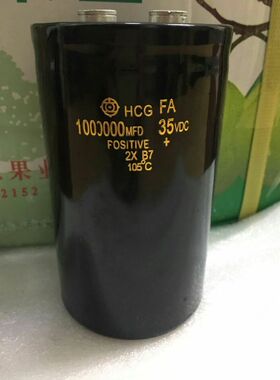 HCG FA
1000000MFD 35VDC
POSITIVE +
2X B7
105°C
果业
2152